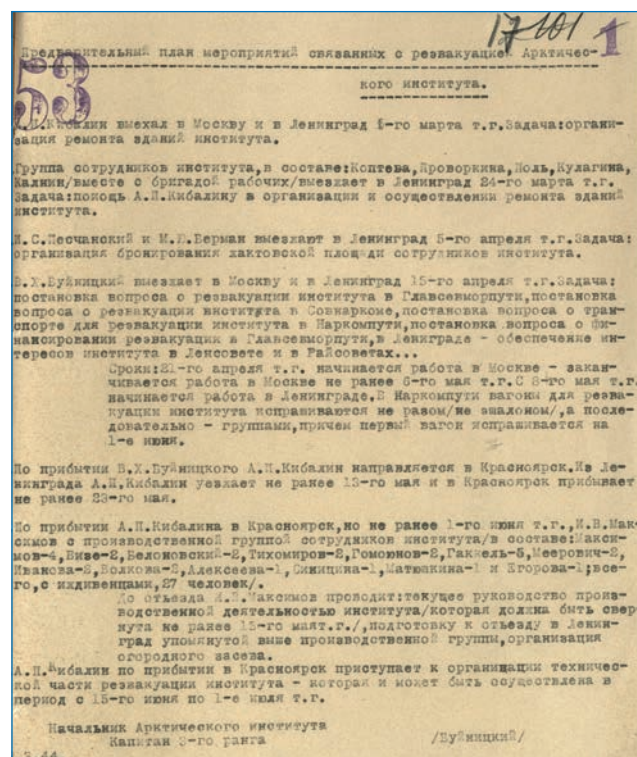 17 101 1
Предварительный план мероприятий связанных с реэвакуацией Арктичес-
53
кого института.
Кибалин выехал в Москву и в Ленинград -го марта т.г.Задача:органи-
зация ремонта зданий института.
Группа сотрудников института,в составе:Коптева,Проворкина,Ноль,Кулагина,
Калнин/вместе с бригадой рабочих/выезжает в Ленинград 24-го марта т.г.
Задача:помощь А.П.Кибалину в организации и осуществлении ремонта зданий
института.
И.С.Песчанский и М.Е.Верман выезжают в Ленинград 5-го апреля т.г.Задача:
организация бронирования хактовской площади сотрудников института.
В.Х.Буйницкий выезжает в Москву и в Ленинград 15-го апреля т.г.Задача:
постановка вопроса о реэвакуации института в Главсевморпути,постановка
вопроса о реэвакуации института в Совнаркоме,постановка вопроса о тран-
спорте для реэвакуации института в Наркомпути,постановка вопроса о фи-
нансировании реэвакуации в Главсевморпути,в Лениграде - обеспечение ин-
тересов института в Ленсовете и в Райсоветах...
Сроки:21-го апреля т.г. начинается работа в Москве - закан-
чивается работа в Москве не ранее 6-го мая т.г.С 8-го мая т.г.
начинается работа в Ленинграде.В Наркомпути вагоны для реэва-
куации института испрашиваются не разом/не эшалоном/,а после-
довательно - группами,причем первый вагон испрашивается на
1-е июня.
По прибытии В.Х.Буйницкого А.П.Кибалин направляется в Красноярск.Из Ле-
нинграда А.П.Кибалин уезжает не ранее 13-го мая и в Красноярск прибывает
не ранее 23-го мая.
По прибытии А.П.Кибалина в Красноярск,но не ранее 1-го июня т.г.,И.В.Мак-
симов с производственной группой сотрудников института/в составе:Макси-
мов-4,Визе-2,Белоновский-2,Тихомиров-2,Гомоюнов-2,Гаккель-5,Меерович-2,
Иванова-2,Волкова-2,Алексеева-1,Синицина-1,Матюакина-1 и Егорова-1;все-
го,с иждивенцами,27 человек/.
До отъезда И.В.Максимов проводит:текущее руководство произ-
водственной деятельностью института/которая должна быть свер-
нута не ранее 15-го маят.г./,подготовку к отъезду в Ленин-
град упомянутой выше производственной группы,организация
огородного засева.
А.П.Кибалин по прибытии в Красноярск приступает к организации техничес-
кой части реэвакуации института - которая и может быть осуществлена в
период с 15-го июня по 1-е июля т.г.
Начальник Арктического института
Капитан 3-го ранга /Буйницкий/
44